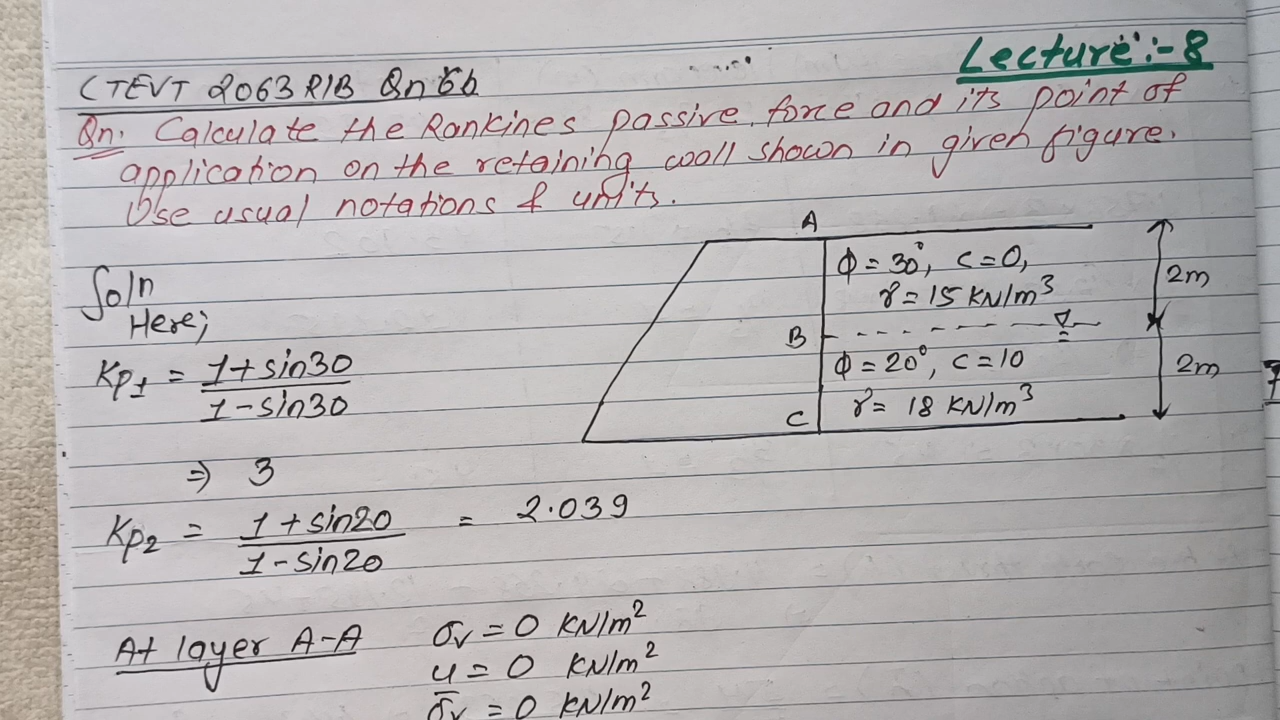 Lecture:- 8
CTEVT 2063 R/B Qn 6b
Qn. Calculate the Rankines passive force and its point of
application on the retaining wall shown in given figure.
Use usual notations & units.
A
ϕ = 30°, c = 0,
γ = 15 KN/m³
2m
B
ϕ = 20°, c = 10
γ = 18 KN/m³
2m
C
Soln
Here;
Kp₁ = (1 + sin30) / (1 - sin30)
⇒ 3
Kp₂ = (1 + sin20) / (1 - sin20) = 2.039
At layer A-A
σv = 0 KN/m²
u = 0 KN/m²
σ̄v = 0 KN/m²
7